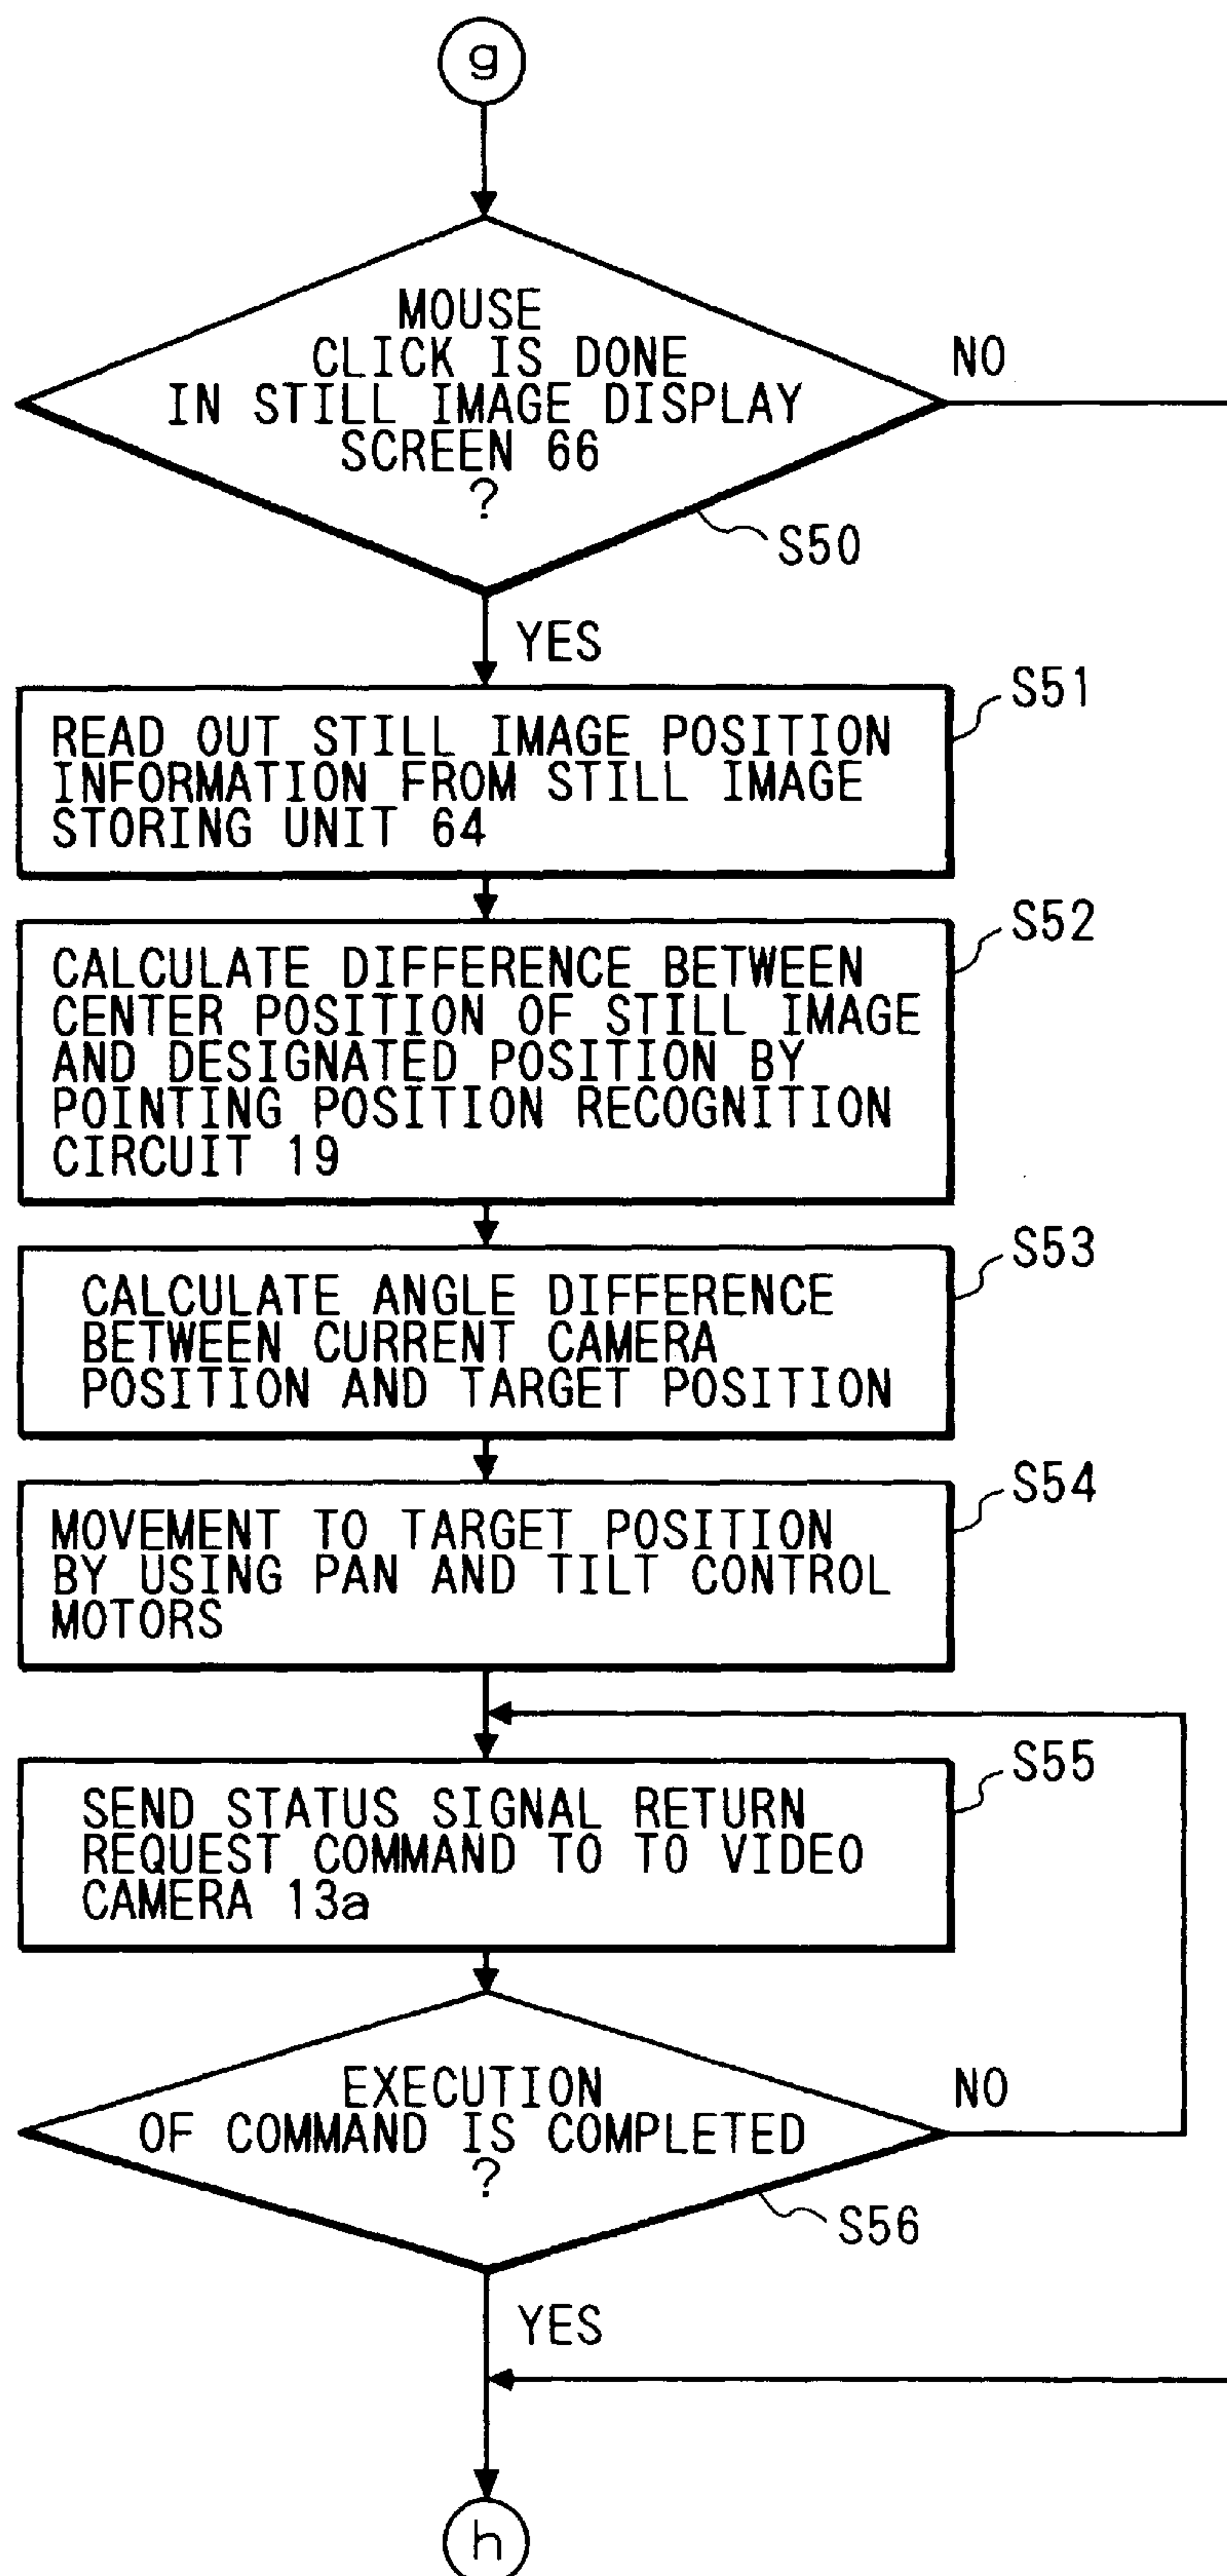 g
MOUSE
CLICK IS DONE
IN STILL IMAGE DISPLAY
SCREEN 66
?
NO
S50
YES
S51
READ OUT STILL IMAGE POSITION
INFORMATION FROM STILL IMAGE
STORING UNIT 64
S52
CALCULATE DIFFERENCE BETWEEN
CENTER POSITION OF STILL IMAGE
AND DESIGNATED POSITION BY
POINTING POSITION RECOGNITION
CIRCUIT 19
S53
CALCULATE ANGLE DIFFERENCE
BETWEEN CURRENT CAMERA
POSITION AND TARGET POSITION
S54
MOVEMENT TO TARGET POSITION
BY USING PAN AND TILT CONTROL
MOTORS
S55
SEND STATUS SIGNAL RETURN
REQUEST COMMAND TO TO VIDEO
CAMERA 13a
EXECUTION
OF COMMAND IS COMPLETED
?
NO
S56
YES
h